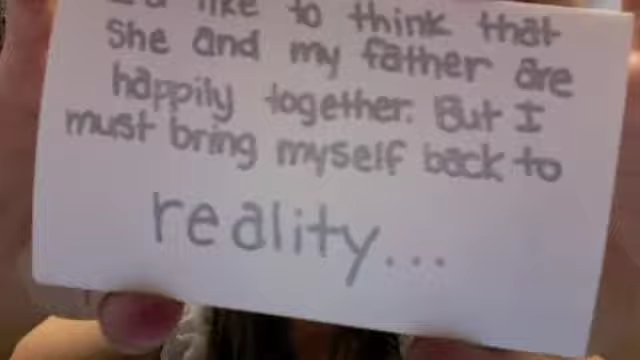 like to think that
she and my father are
happily together. But I
must bring myself back to
reality...